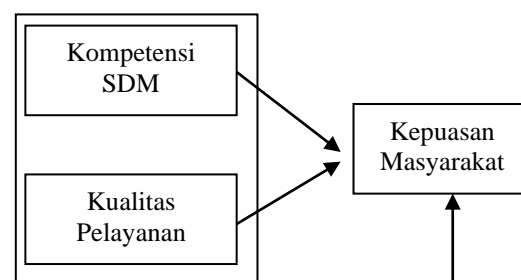 Kompetensi
SDM
Kepuasan
Masyarakat
Kualitas
Pelayanan